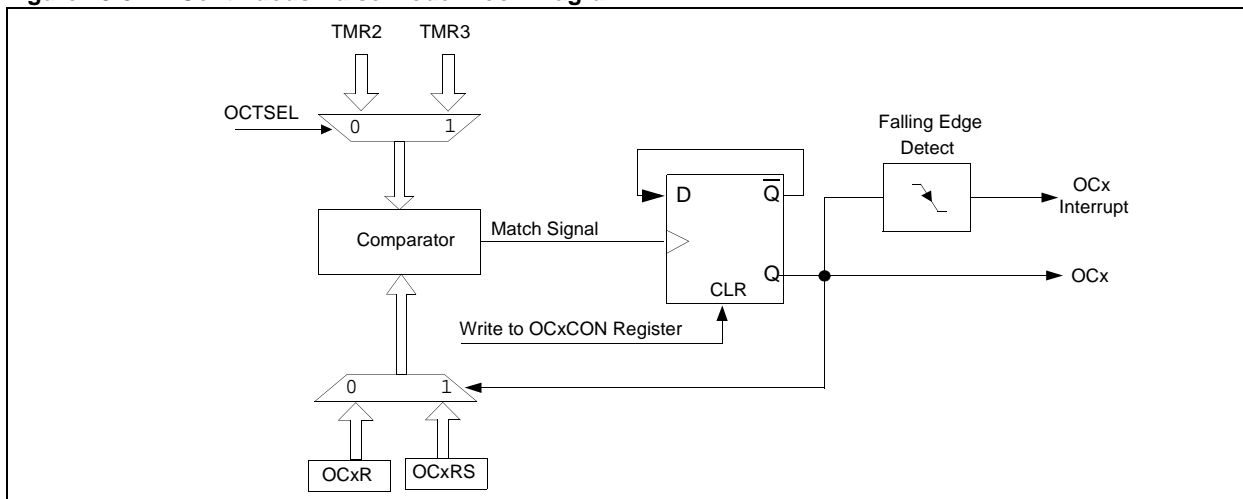 TMR2 TMR3
OCTSEL
0 1
Falling Edge
Detect
D Q̅
OCx
Interrupt
Comparator
Match Signal
Q
OCx
CLR
Write to OCxCON Register
0 1
OCxR OCxRS